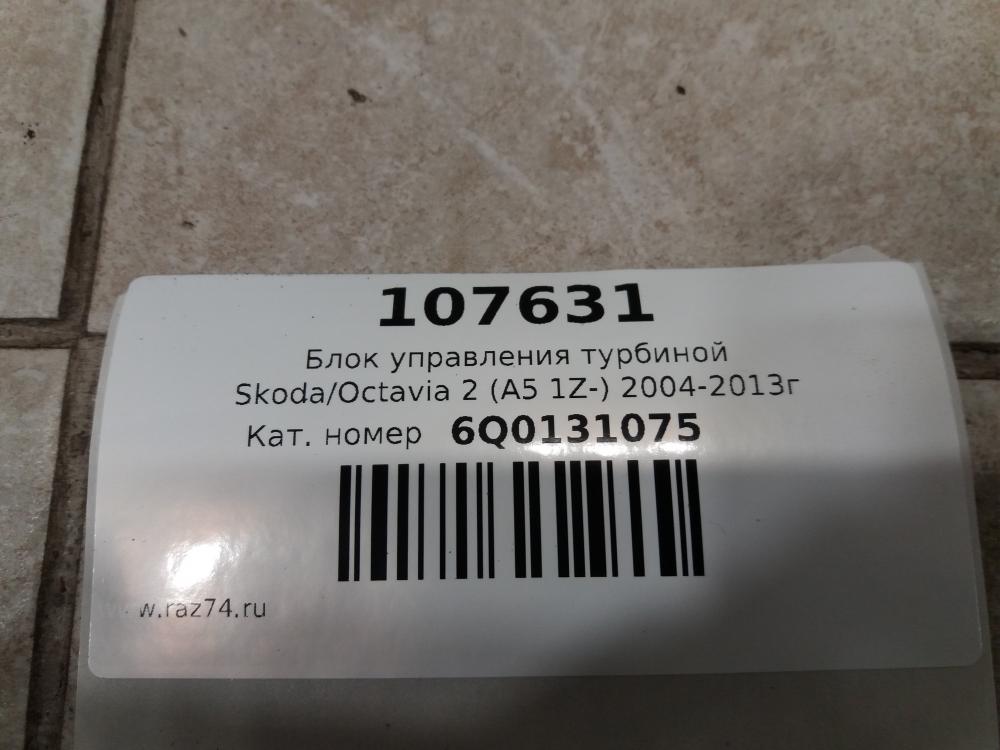 107631
Блок управления турбиной
Skoda/Octavia 2 (A5 1Z-) 2004-2013г
Кат. номер 6Q0131075
w.raz74.ru